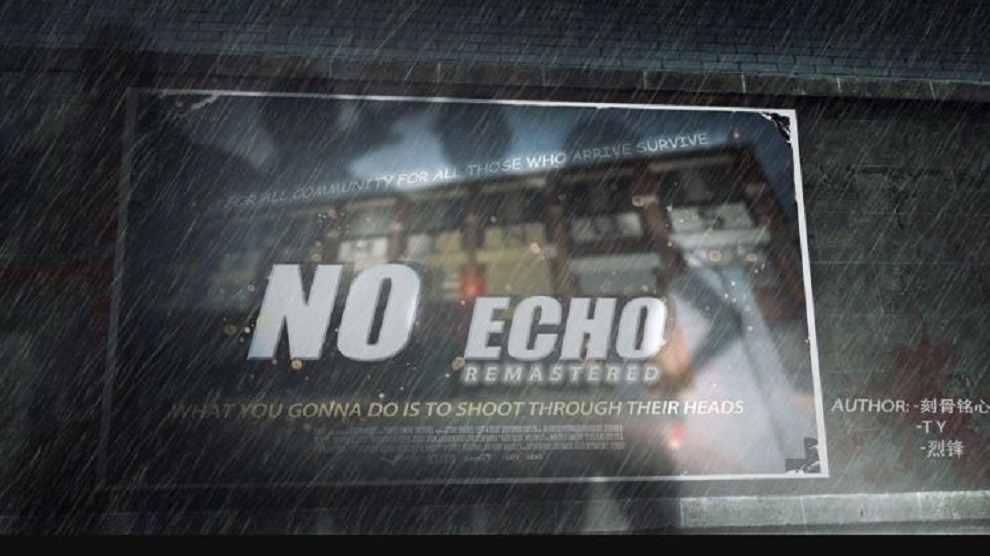 FOR ALL COMMUNITY FOR ALL THOSE WHO ARRIVE SURVIVE
NO ECHO
REMASTERED
WHAT YOU GONNA DO IS TO SHOOT THROUGH THEIR HEADS
AUTHOR: -刻骨铭心
-T Y
-烈锋